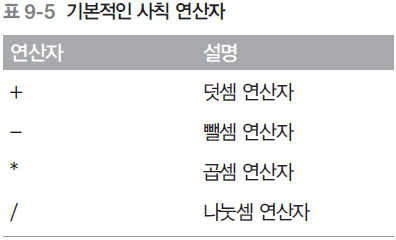 표 9-5 기본적인 사칙 연산자
연산자 설명
+ 덧셈 연산자
– 뺄셈 연산자
* 곱셈 연산자
/ 나눗셈 연산자